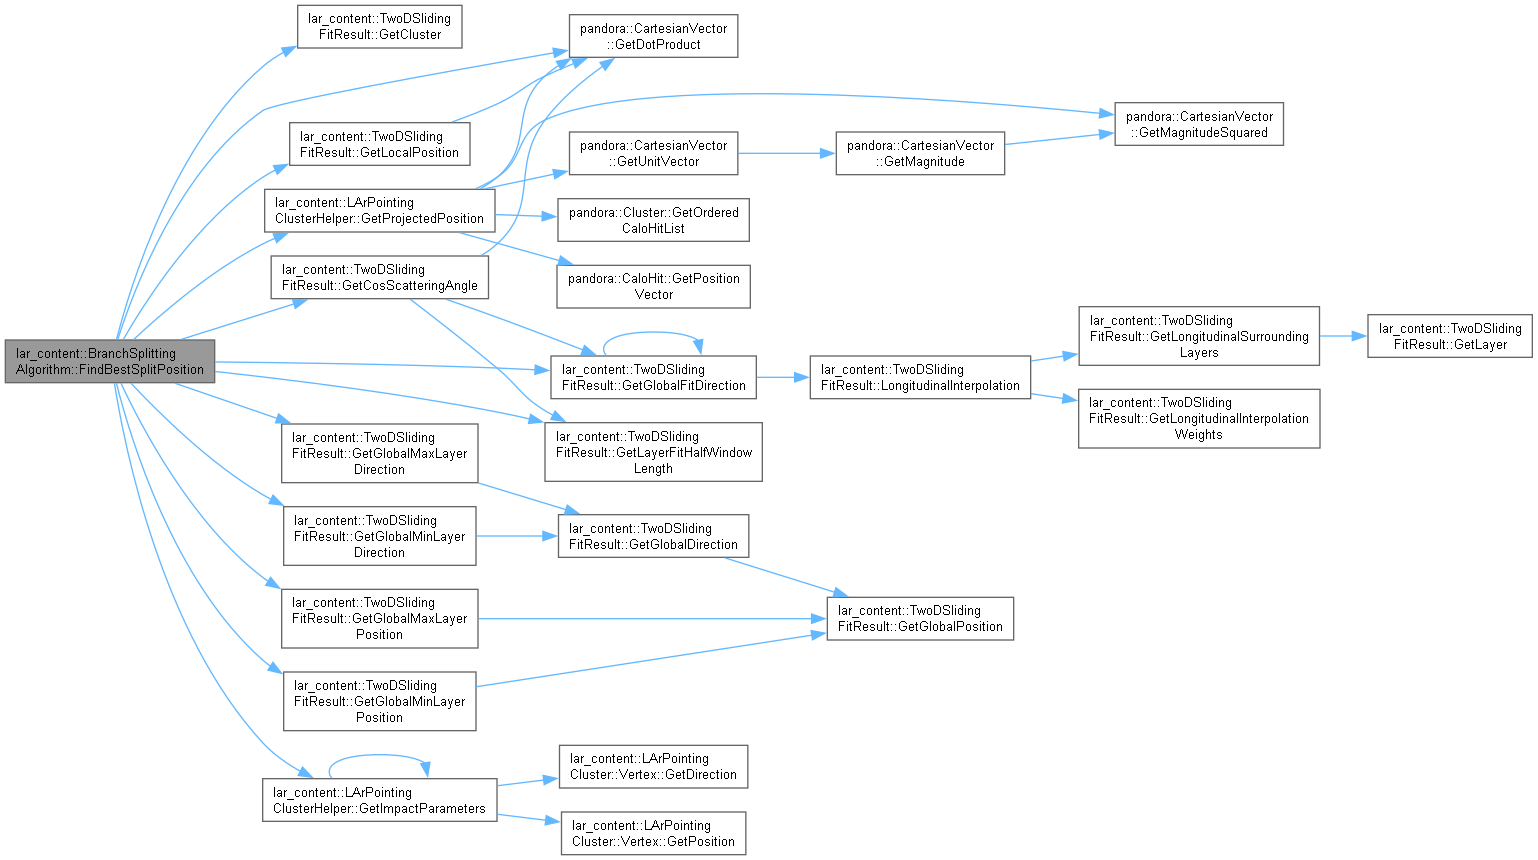 lar_content::BranchSplitting
Algorithm::FindBestSplitPosition
lar_content::TwoDSliding
FitResult::GetCluster
pandora::CartesianVector
::GetDotProduct
lar_content::TwoDSliding
FitResult::GetLocalPosition
lar_content::LArPointing
ClusterHelper::GetProjectedPosition
pandora::CartesianVector
::GetMagnitudeSquared
pandora::CartesianVector
::GetUnitVector
pandora::CartesianVector
::GetMagnitude
pandora::Cluster::GetOrdered
CaloHitList
pandora::CaloHit::GetPosition
Vector
lar_content::TwoDSliding
FitResult::GetCosScatteringAngle
lar_content::TwoDSliding
FitResult::GetGlobalFitDirection
lar_content::TwoDSliding
FitResult::LongitudinalInterpolation
lar_content::TwoDSliding
FitResult::GetLongitudinalSurrounding
Layers
lar_content::TwoDSliding
FitResult::GetLayer
lar_content::TwoDSliding
FitResult::GetLongitudinalInterpolation
Weights
lar_content::TwoDSliding
FitResult::GetLayerFitHalfWindow
Length
lar_content::TwoDSliding
FitResult::GetGlobalMaxLayer
Direction
lar_content::TwoDSliding
FitResult::GetGlobalDirection
lar_content::TwoDSliding
FitResult::GetGlobalMinLayer
Direction
lar_content::TwoDSliding
FitResult::GetGlobalPosition
lar_content::TwoDSliding
FitResult::GetGlobalMaxLayer
Position
lar_content::TwoDSliding
FitResult::GetGlobalMinLayer
Position
lar_content::LArPointing
ClusterHelper::GetImpactParameters
lar_content::LArPointing
Cluster::Vertex::GetDirection
lar_content::LArPointing
Cluster::Vertex::GetPosition